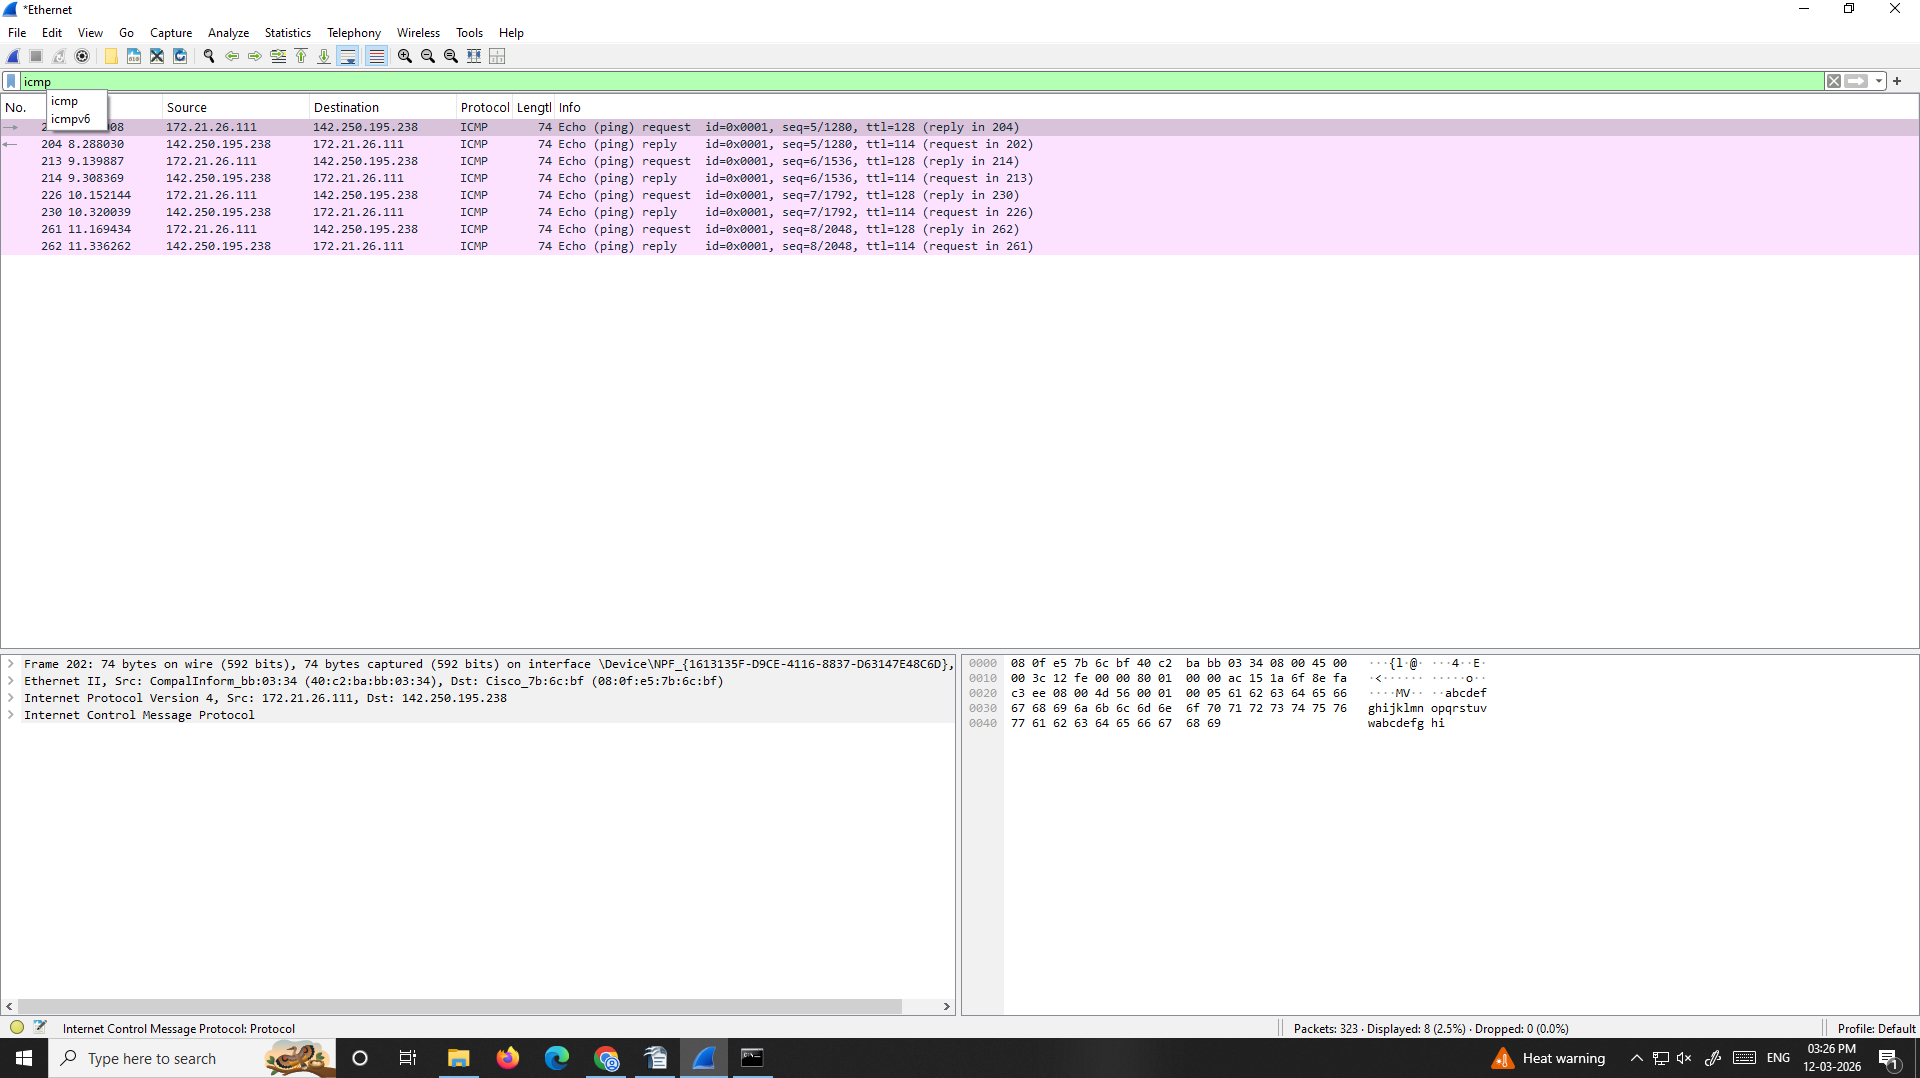 *Ethernet
File Edit View Go Capture Analyze Statistics Telephony Wireless Tools Help
icmp
icmp
icmpv6
No. Source Destination Protocol Lengtl Info
2 08 172.21.26.111 142.250.195.238 ICMP 74 Echo (ping) request id=0x0001, seq=5/1280, ttl=128 (reply in 204)
204 8.288030 142.250.195.238 172.21.26.111 ICMP 74 Echo (ping) reply id=0x0001, seq=5/1280, ttl=114 (request in 202)
213 9.139887 172.21.26.111 142.250.195.238 ICMP 74 Echo (ping) request id=0x0001, seq=6/1536, ttl=128 (reply in 214)
214 9.308369 142.250.195.238 172.21.26.111 ICMP 74 Echo (ping) reply id=0x0001, seq=6/1536, ttl=114 (request in 213)
226 10.152144 172.21.26.111 142.250.195.238 ICMP 74 Echo (ping) request id=0x0001, seq=7/1792, ttl=128 (reply in 230)
230 10.320039 142.250.195.238 172.21.26.111 ICMP 74 Echo (ping) reply id=0x0001, seq=7/1792, ttl=114 (request in 226)
261 11.169434 172.21.26.111 142.250.195.238 ICMP 74 Echo (ping) request id=0x0001, seq=8/2048, ttl=128 (reply in 262)
262 11.336262 142.250.195.238 172.21.26.111 ICMP 74 Echo (ping) reply id=0x0001, seq=8/2048, ttl=114 (request in 261)
Frame 202: 74 bytes on wire (592 bits), 74 bytes captured (592 bits) on interface \Device\NPF_{1613135F-D9CE-4116-8837-D63147E48C6D},
Ethernet II, Src: CompalInform_bb:03:34 (40:c2:ba:bb:03:34), Dst: Cisco_7b:6c:bf (08:0f:e5:7b:6c:bf)
Internet Protocol Version 4, Src: 172.21.26.111, Dst: 142.250.195.238
Internet Control Message Protocol
0000 08 0f e5 7b 6c bf 40 c2 ba bb 03 34 08 00 45 00 ···{l·@· ···4··E·
0010 00 3c 12 fe 00 00 80 01 00 00 ac 15 1a 6f 8e fa ·<······ ·····o··
0020 c3 ee 08 00 4d 56 00 01 00 05 61 62 63 64 65 66 ····MV·· ··abcdef
0030 67 68 69 6a 6b 6c 6d 6e 6f 70 71 72 73 74 75 76 ghijklmn opqrstuv
0040 77 61 62 63 64 65 66 67 68 69 wabcdefg hi
Internet Control Message Protocol: Protocol
Packets: 323 · Displayed: 8 (2.5%) · Dropped: 0 (0.0%)
Profile: Default
Type here to search
Heat warning
ENG
03:26 PM
12-03-2026
1